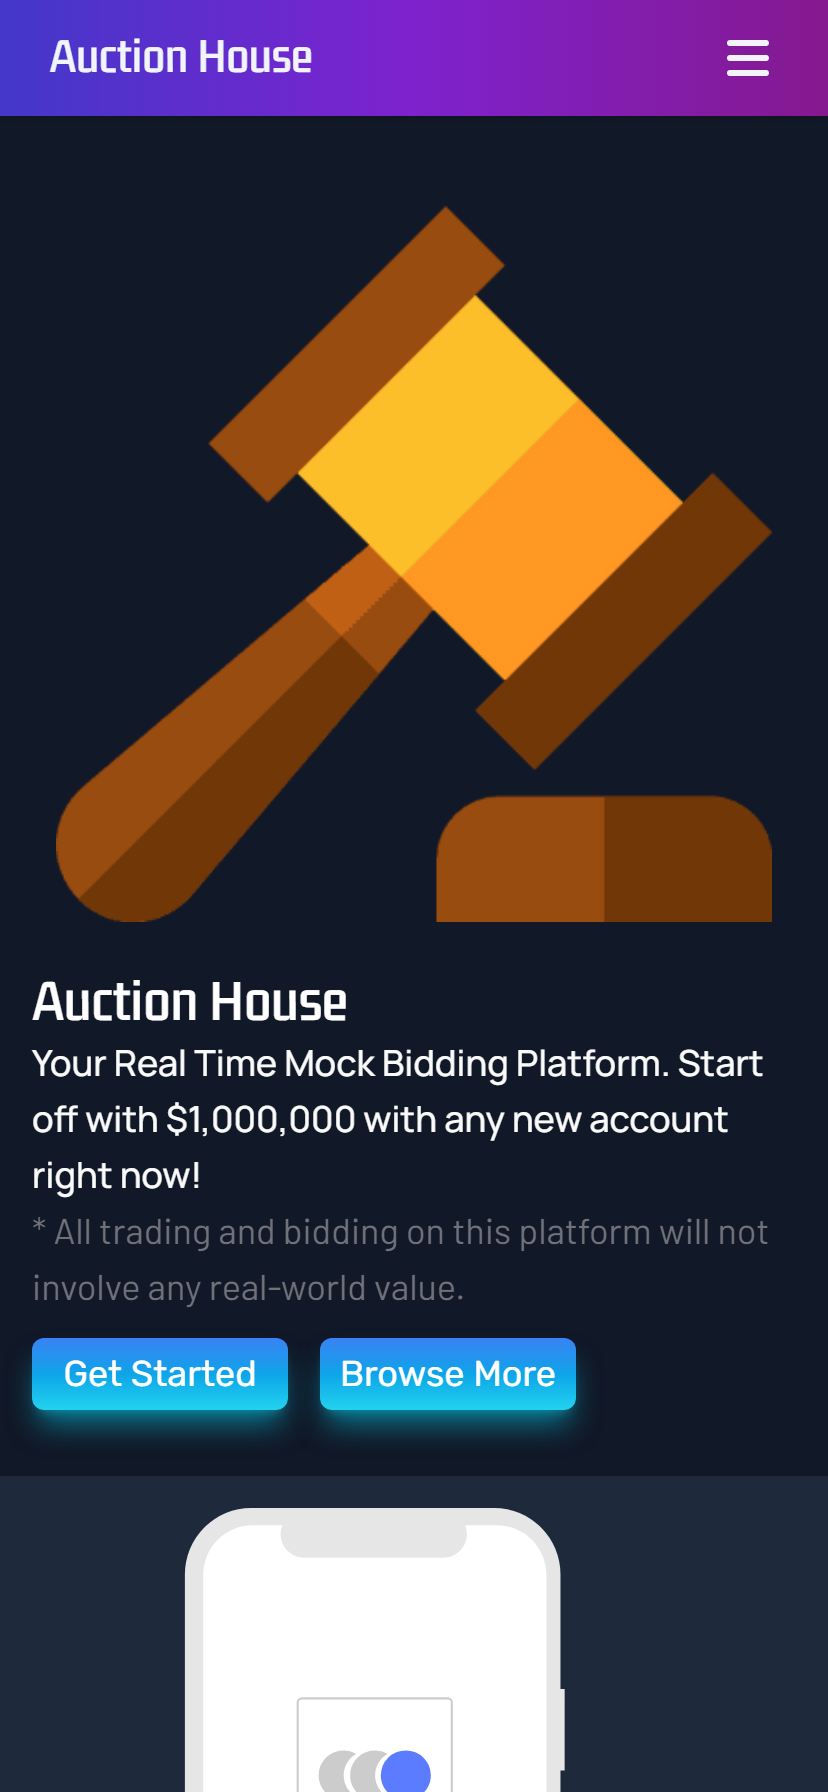 Auction House
Auction House
Your Real Time Mock Bidding Platform. Start
off with $1,000,000 with any new account
right now!
* All trading and bidding on this platform will not
involve any real-world value.
Get Started
Browse More